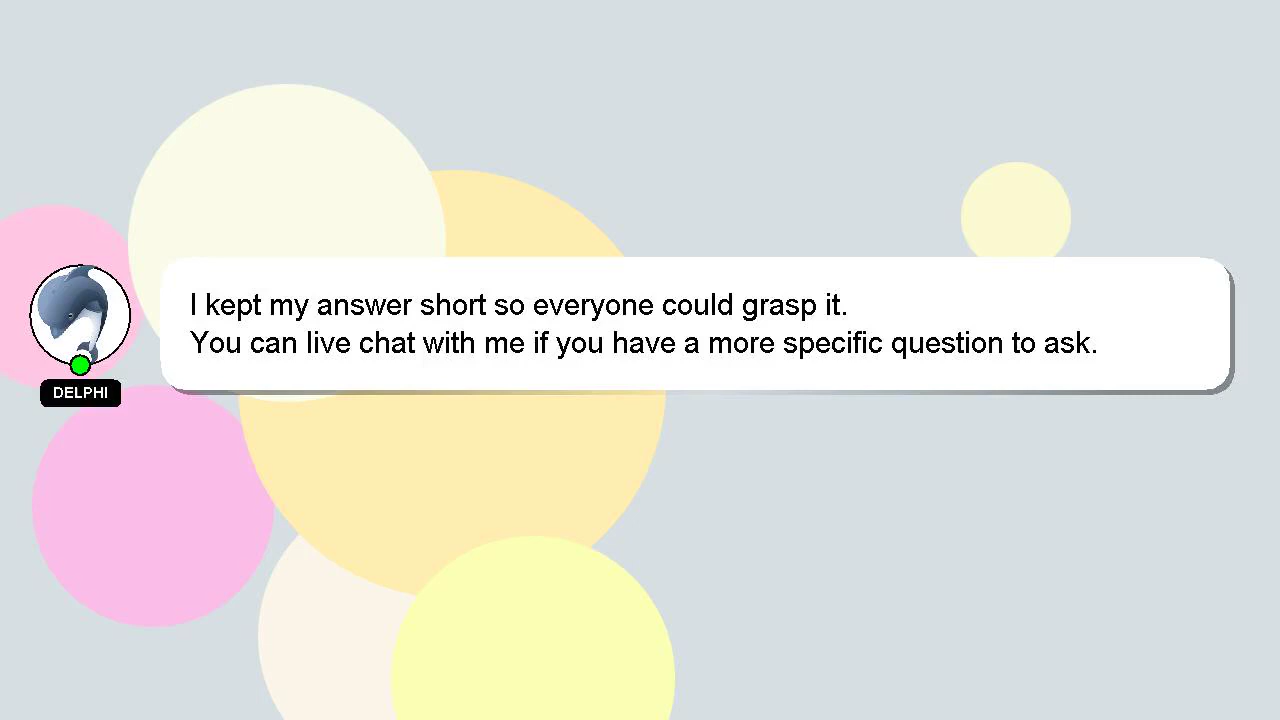 I kept my answer short so everyone could grasp it.
You can live chat with me if you have a more specific question to ask.
DELPHI